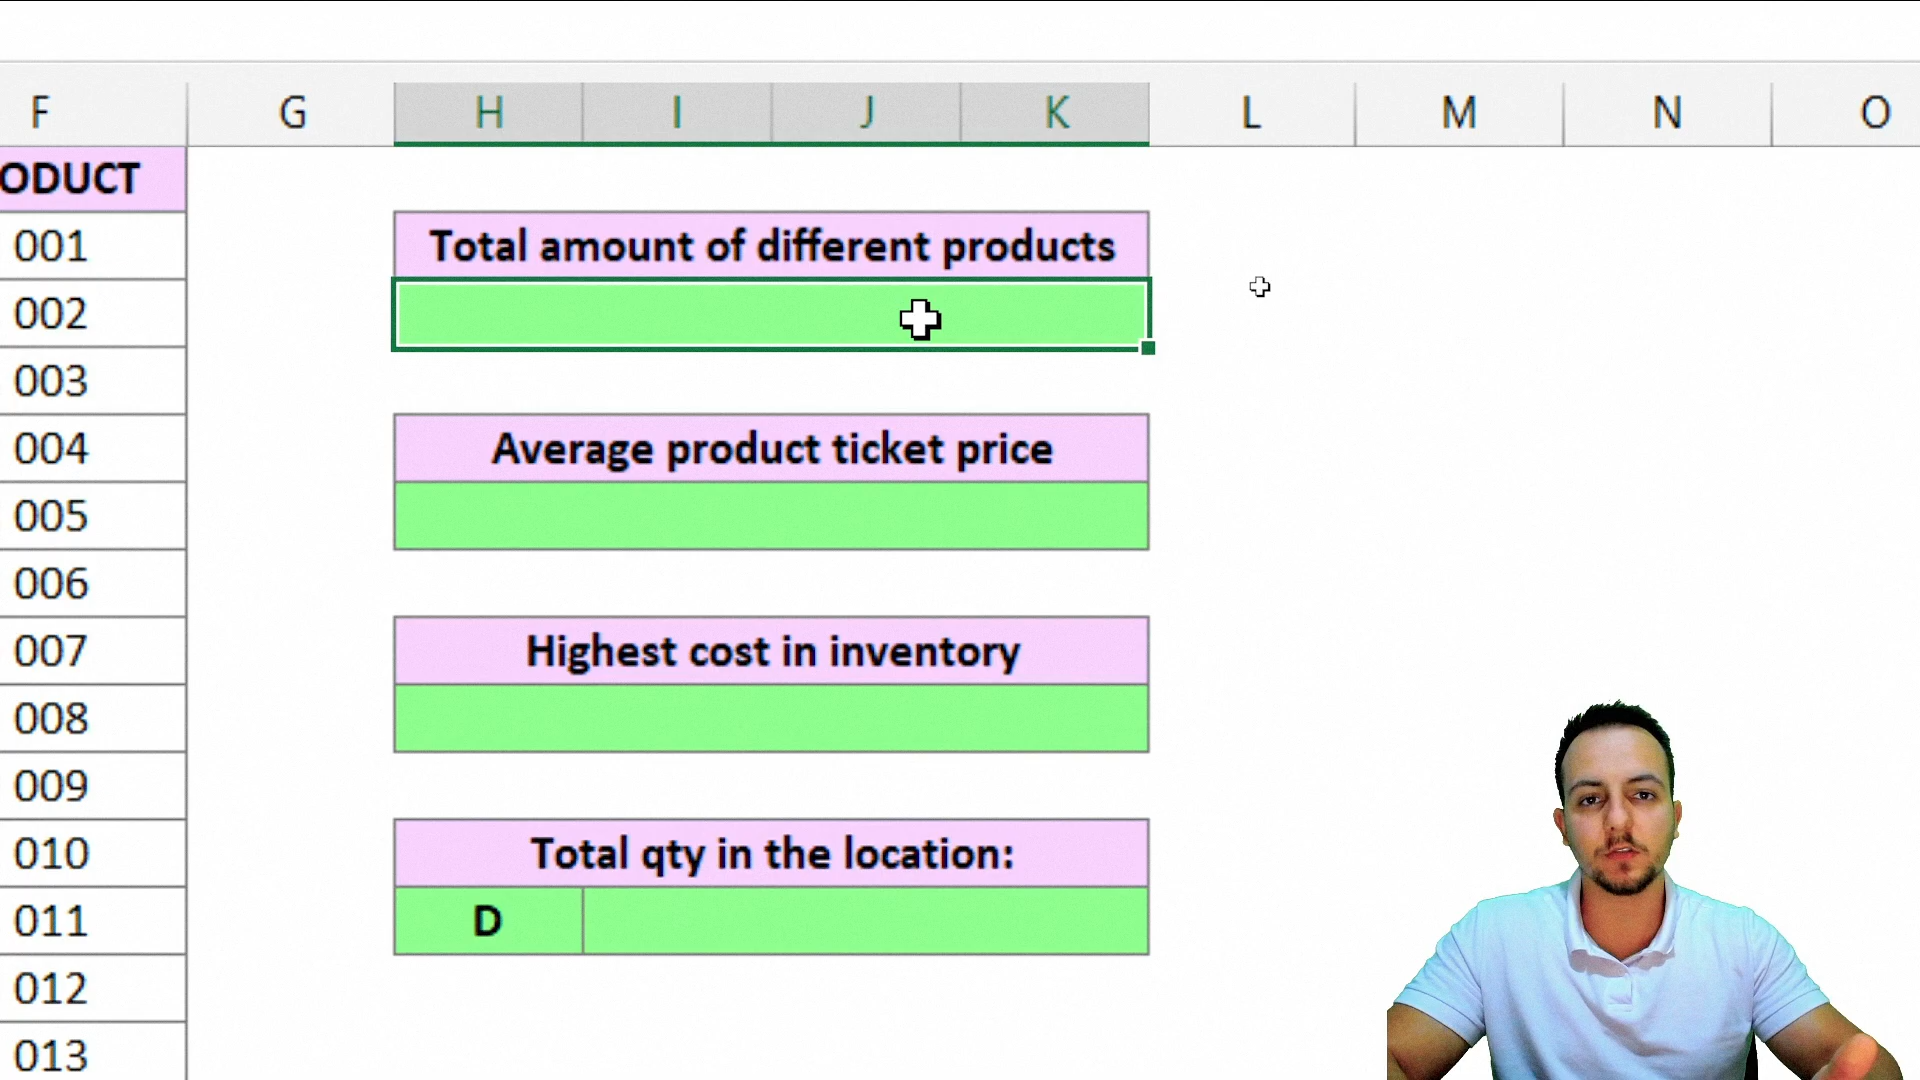 F G H I J K L M N O
ODUCT
001
Total amount of different products
002
003
004
Average product ticket price
005
006
007
Highest cost in inventory
008
009
010
Total qty in the location:
011
D
012
013